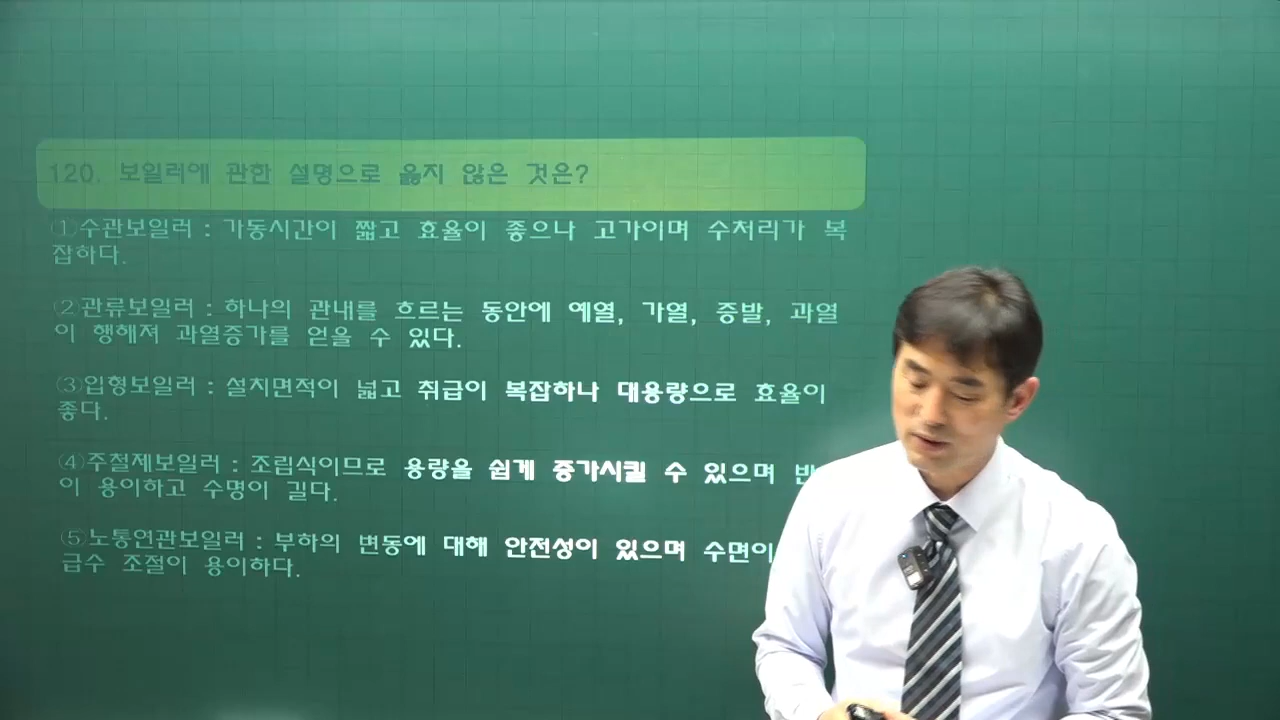 120. 보일러에 관한 설명으로 옳지 않은 것은?
①수관보일러 : 가동시간이 짧고 효율이 좋으나 고가이며 수처리가 복
잡하다.
②관류보일러 : 하나의 관내를 흐르는 동안에 예열, 가열, 증발, 과열
이 행해져 과열증가를 얻을 수 있다.
③입형보일러 : 설치면적이 넓고 취급이 복잡하나 대용량으로 효율이
좋다.
④주철제보일러 : 조립식이므로 용량을 쉽게 증가시킬 수 있으며
이 용이하고 수명이 길다.
⑤노통연관보일러 : 부하의 변동에 대해 안전성이 있으며 수면이
급수 조절이 용이하다.